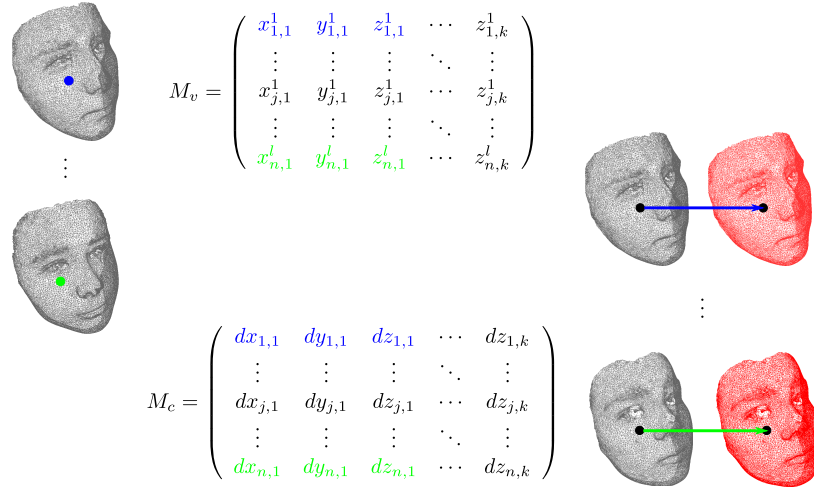 x^1_{1,1} y^1_{1,1} z^1_{1,1} ⋯ z^1_{1,k}
⋮ ⋮ ⋮ ⋱ ⋮
M_v = x^1_{j,1} y^1_{j,1} z^1_{j,1} ⋯ z^1_{j,k}
⋮ ⋮ ⋮ ⋱ ⋮
x^l_{n,1} y^l_{n,1} z^l_{n,1} ⋯ z^l_{n,k}
⋮
⋮
dx_{1,1} dy_{1,1} dz_{1,1} ⋯ dz_{1,k}
⋮ ⋮ ⋱ ⋮
M_c = dx_{j,1} dy_{j,1} dz_{j,1} ⋯ dz_{j,k}
⋮ ⋮ ⋱ ⋮
dx_{n,1} dy_{n,1} dz_{n,1} ⋯ dz_{n,k}